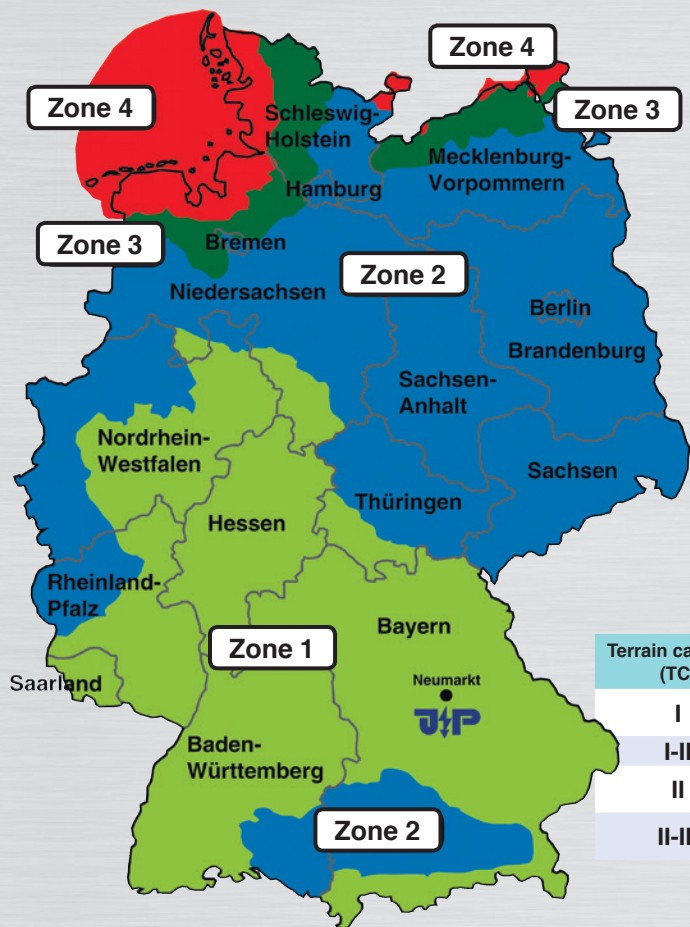 Zone 4
Zone 4
Zone 3
Schleswig-
Holstein
Mecklenburg-
Vorpommern
Hamburg
Zone 3
Bremen
Zone 2
Niedersachsen
Berlin
Brandenburg
Sachsen-
Anhalt
Nordrhein-
Westfalen
Sachsen
Thüringen
Hessen
Rheinland-
Pfalz
Bayern
Zone 1
Saarland
Neumarkt
JP
Baden-
Württemberg
Zone 2
Terrain ca
(TC
I
I-II
II
II-II